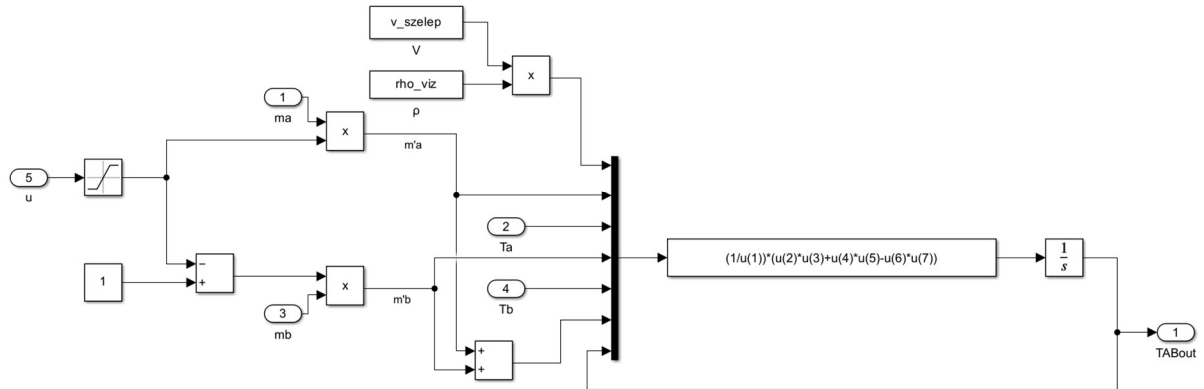 v_szelep
V
x
rho_viz
ρ
1
ma
x
m'a
5
u
2
Ta
(1/u(1))*(u(2)*u(3)+u(4)*u(5)-u(6)*u(7))
1
s
−
+
1
x
m'b
3
mb
4
Tb
+
+
1
TABout